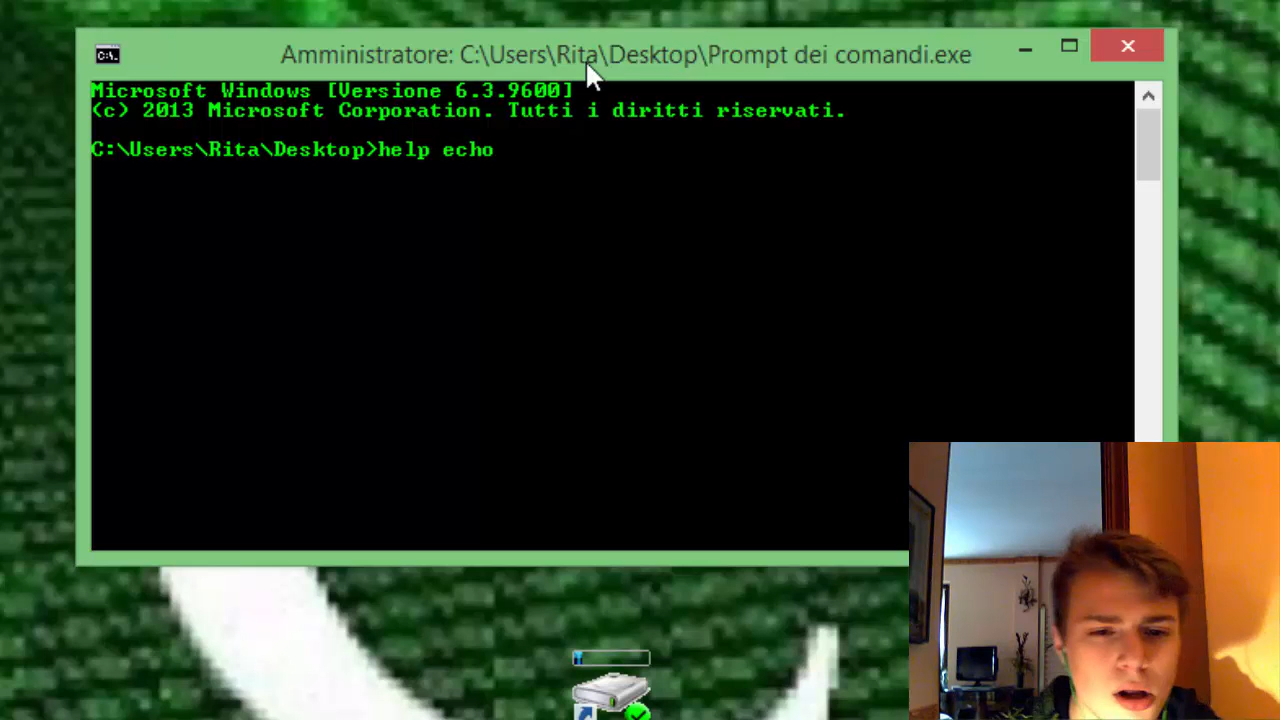 Amministratore: C:\Users\Rita\Desktop\Prompt dei comandi.exe
Microsoft Windows [Versione 6.3.9600]
(c) 2013 Microsoft Corporation. Tutti i diritti riservati.
C:\Users\Rita\Desktop>help echo